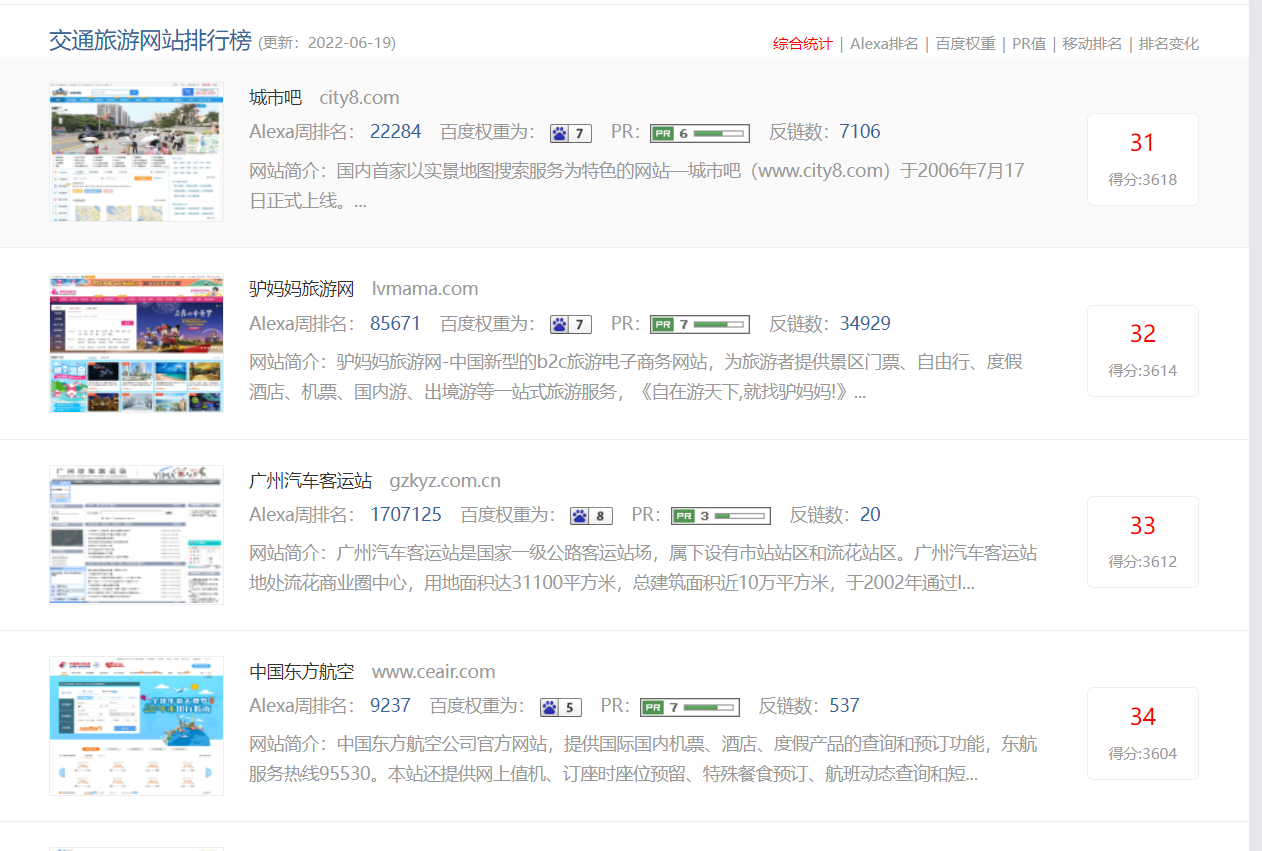 交通旅游网站排行榜 (更新：2022-06-19)
综合统计 | Alexa排名 | 百度权重 | PR值 | 移动排名 | 排名变化
城市吧 city8.com
Alexa周排名： 22284 百度权重为： 7 PR： PR 6 反链数：7106
网站简介：国内首家以实景地图搜索服务为特色的网站—城市吧（www.city8.com）于2006年7月17
日正式上线。...
31
得分:3618
驴妈妈旅游网 lvmama.com
Alexa周排名： 85671 百度权重为： 7 PR： PR 7 反链数：34929
网站简介：驴妈妈旅游网-中国新型的b2c旅游电子商务网站，为旅游者提供景区门票、自由行、度假
酒店、机票、国内游、出境游等一站式旅游服务，《自在游天下,就找驴妈妈!》...
32
得分:3614
广州汽车客运站 gzkyz.com.cn
Alexa周排名： 1707125 百度权重为： 8 PR： PR 3 反链数：20
网站简介：广州汽车客运站是国家一级公路客运站场，属下设有市站站区和流花站区。广州汽车客运站
地处流花商业圈中心，用地面积达31100平方米，总建筑面积近10万平方米，于2002年通过I...
33
得分:3612
中国东方航空 www.ceair.com
Alexa周排名： 9237 百度权重为： 5 PR： PR 7 反链数：537
网站简介：中国东方航空公司官方网站，提供国际国内机票、酒店、度假产品的查询和预订功能，东航
服务热线95530。本站还提供网上值机、订座时座位预留、特殊餐食预订、航班动态查询和短...
34
得分:3604